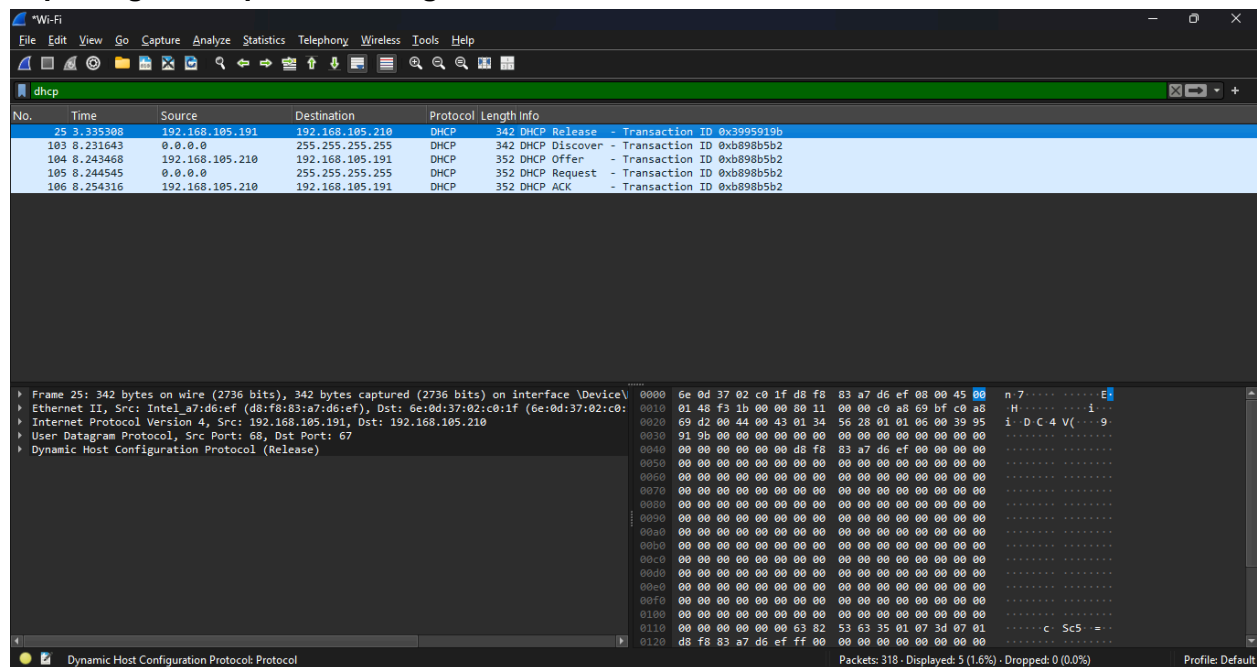 *Wi-Fi
File Edit View Go Capture Analyze Statistics Telephony Wireless Tools Help
dhcp
No. Time Source Destination Protocol Length Info
25 3.335308 192.168.105.191 192.168.105.210 DHCP 342 DHCP Release - Transaction ID 0x3995919b
103 8.231643 0.0.0.0 255.255.255.255 DHCP 342 DHCP Discover - Transaction ID 0xb898b5b2
104 8.243468 192.168.105.210 192.168.105.191 DHCP 352 DHCP Offer - Transaction ID 0xb898b5b2
105 8.244545 0.0.0.0 255.255.255.255 DHCP 352 DHCP Request - Transaction ID 0xb898b5b2
106 8.254316 192.168.105.210 192.168.105.191 DHCP 352 DHCP ACK - Transaction ID 0xb898b5b2
Frame 25: 342 bytes on wire (2736 bits), 342 bytes captured (2736 bits) on interface \Device\
Ethernet II, Src: Intel_a7:d6:ef (d8:f8:83:a7:d6:ef), Dst: 6e:0d:37:02:c0:1f (6e:0d:37:02:c0:
Internet Protocol Version 4, Src: 192.168.105.191, Dst: 192.168.105.210
User Datagram Protocol, Src Port: 68, Dst Port: 67
Dynamic Host Configuration Protocol (Release)
0000 6e 0d 37 02 c0 1f d8 f8 83 a7 d6 ef 08 00 45 00 n·7····· ······E·
0010 01 48 f3 1b 00 00 80 11 00 00 c0 a8 69 bf c0 a8 ·H······ ····i···
0020 69 d2 00 44 00 43 01 34 56 28 01 01 06 00 39 95 i··D·C·4 V(····9·
0030 91 9b 00 00 00 00 00 00 00 00 00 00 00 00 00 00 ········ ········
0040 00 00 00 00 00 00 d8 f8 83 a7 d6 ef 00 00 00 00 ········ ········
0050 00 00 00 00 00 00 00 00 00 00 00 00 00 00 00 00 ········ ········
0060 00 00 00 00 00 00 00 00 00 00 00 00 00 00 00 00 ········ ········
0070 00 00 00 00 00 00 00 00 00 00 00 00 00 00 00 00 ········ ········
0080 00 00 00 00 00 00 00 00 00 00 00 00 00 00 00 00 ········ ········
0090 00 00 00 00 00 00 00 00 00 00 00 00 00 00 00 00 ········ ········
00a0 00 00 00 00 00 00 00 00 00 00 00 00 00 00 00 00 ········ ········
00b0 00 00 00 00 00 00 00 00 00 00 00 00 00 00 00 00 ········ ········
00c0 00 00 00 00 00 00 00 00 00 00 00 00 00 00 00 00 ········ ········
00d0 00 00 00 00 00 00 00 00 00 00 00 00 00 00 00 00 ········ ········
00e0 00 00 00 00 00 00 00 00 00 00 00 00 00 00 00 00 ········ ········
00f0 00 00 00 00 00 00 00 00 00 00 00 00 00 00 00 00 ········ ········
0100 00 00 00 00 00 00 00 00 00 00 00 00 00 00 00 00 ········ ········
0110 00 00 00 00 00 00 63 82 53 63 35 01 07 3d 07 01 ······c· Sc5··=··
0120 d8 f8 83 a7 d6 ef ff 00 00 00 00 00 00 00 00 00 ········ ········
Dynamic Host Configuration Protocol: Protocol Packets: 318 · Displayed: 5 (1.6%) · Dropped: 0 (0.0%) Profile: Default